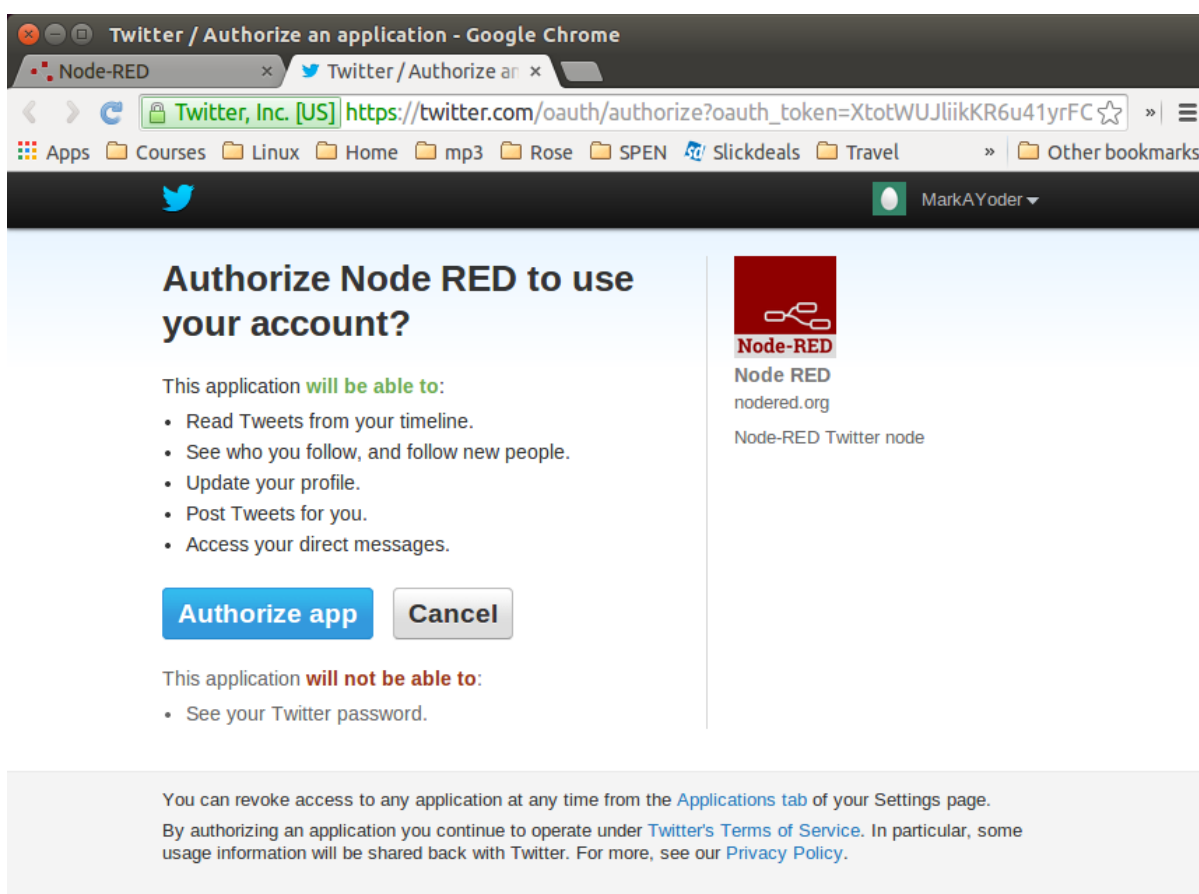 Twitter / Authorize an application - Google Chrome
Node-RED × Twitter / Authorize an ×
Twitter, Inc. [US] https://twitter.com/oauth/authorize?oauth_token=XtotWUJliikKR6u41yrFC »
Apps Courses Linux Home mp3 Rose SPEN Slickdeals Travel » Other bookmarks
MarkAYoder
Authorize Node RED to use
your account?
This application will be able to:
• Read Tweets from your timeline.
• See who you follow, and follow new people.
• Update your profile.
• Post Tweets for you.
• Access your direct messages.
Authorize app Cancel
This application will not be able to:
• See your Twitter password.
Node-RED
Node RED
nodered.org
Node-RED Twitter node
You can revoke access to any application at any time from the Applications tab of your Settings page.
By authorizing an application you continue to operate under Twitter's Terms of Service. In particular, some
usage information will be shared back with Twitter. For more, see our Privacy Policy.